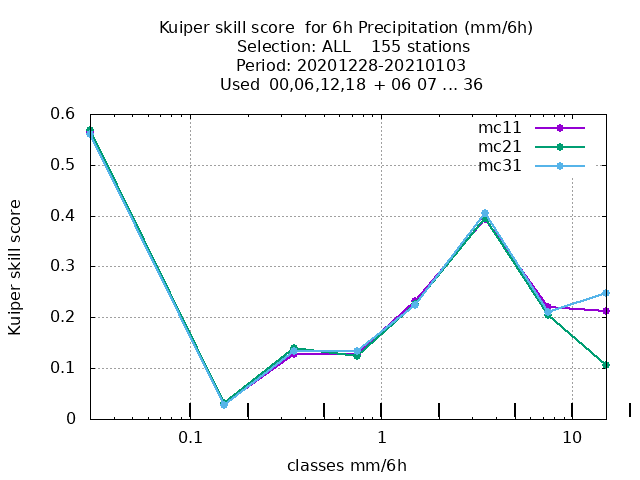 Kuiper skill score  for 6h Precipitation (mm/6h)
Selection: ALL    155 stations
Period: 20201228-20210103
Used  00,06,12,18  + 06 07 ... 36
mc11
mc21
mc31
Kuiper skill score
0.6
0.5
0.4
0.3
0.2
0.1
0
0.1
1
10
classes mm/6h